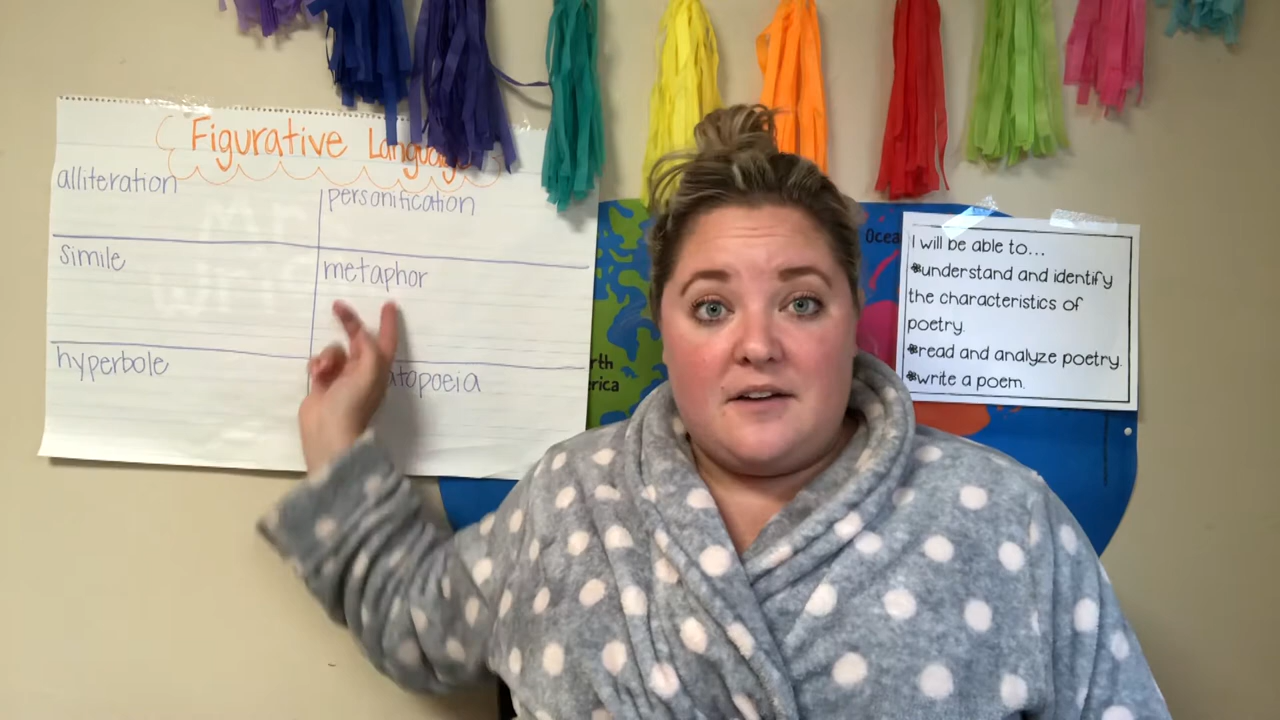 Figurative Language
alliteration
personification
simile
metaphor
hyperbole
I will be able to...
*understand and identify
the characteristics of
poetry.
*read and analyze poetry.
*write a poem.